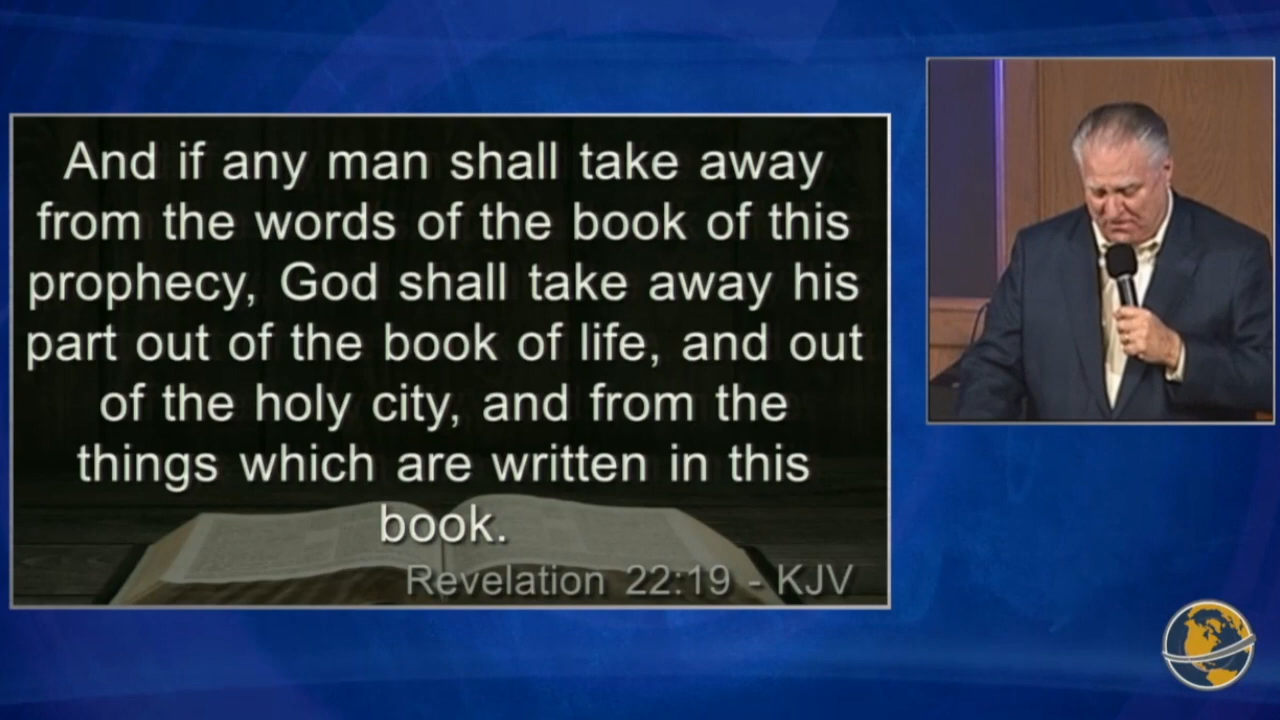 And if any man shall take away
from the words of the book of this
prophecy, God shall take away his
part out of the book of life, and out
of the holy city, and from the
things which are written in this
book.
Revelation 22:19 - KJV